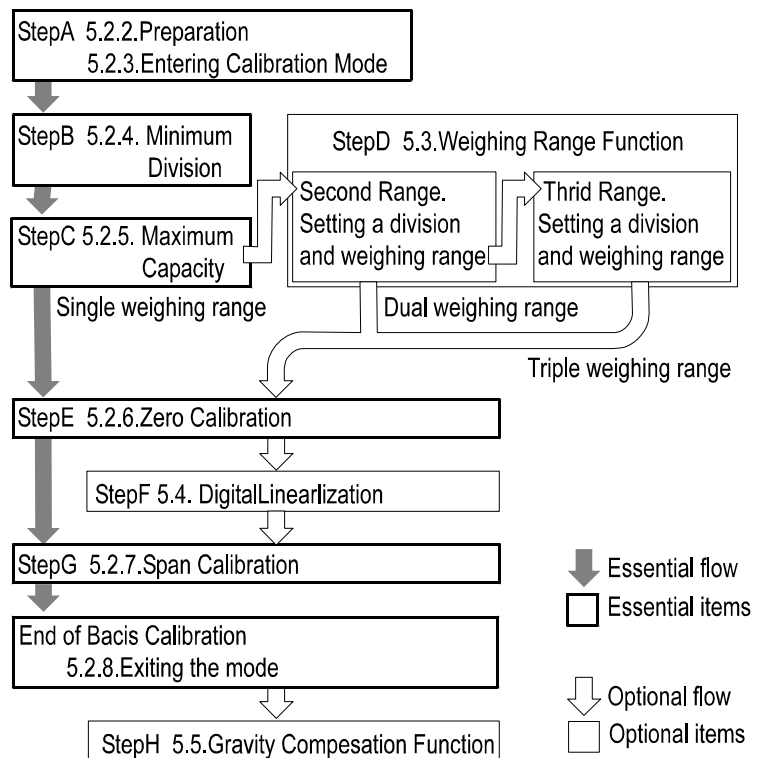 StepA 5.2.2.Preparation
5.2.3.Entering Calibration Mode
StepB 5.2.4. Minimum
Division
StepC 5.2.5. Maximum
Capacity
StepD 5.3.Weighing Range Function
Second Range.
Setting a division
and weighing range
Thrid Range.
Setting a division
and weighing range
Single weighing range
Dual weighing range
Triple weighing range
StepE 5.2.6.Zero Calibration
StepF 5.4. DigitalLinearlization
StepG 5.2.7.Span Calibration
End of Bacis Calibration
5.2.8.Exiting the mode
StepH 5.5.Gravity Compesation Function
Essential flow
Essential items
Optional flow
Optional items